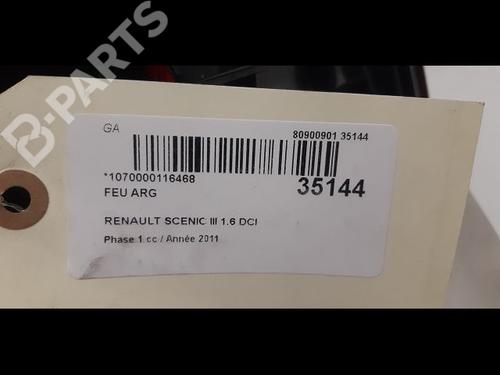 B-PARTS
GA
80900901 35144
*1070000116468
35144
FEU ARG
RENAULT SCENIC III 1.6 DCI
Phase 1 cc / Année 2011